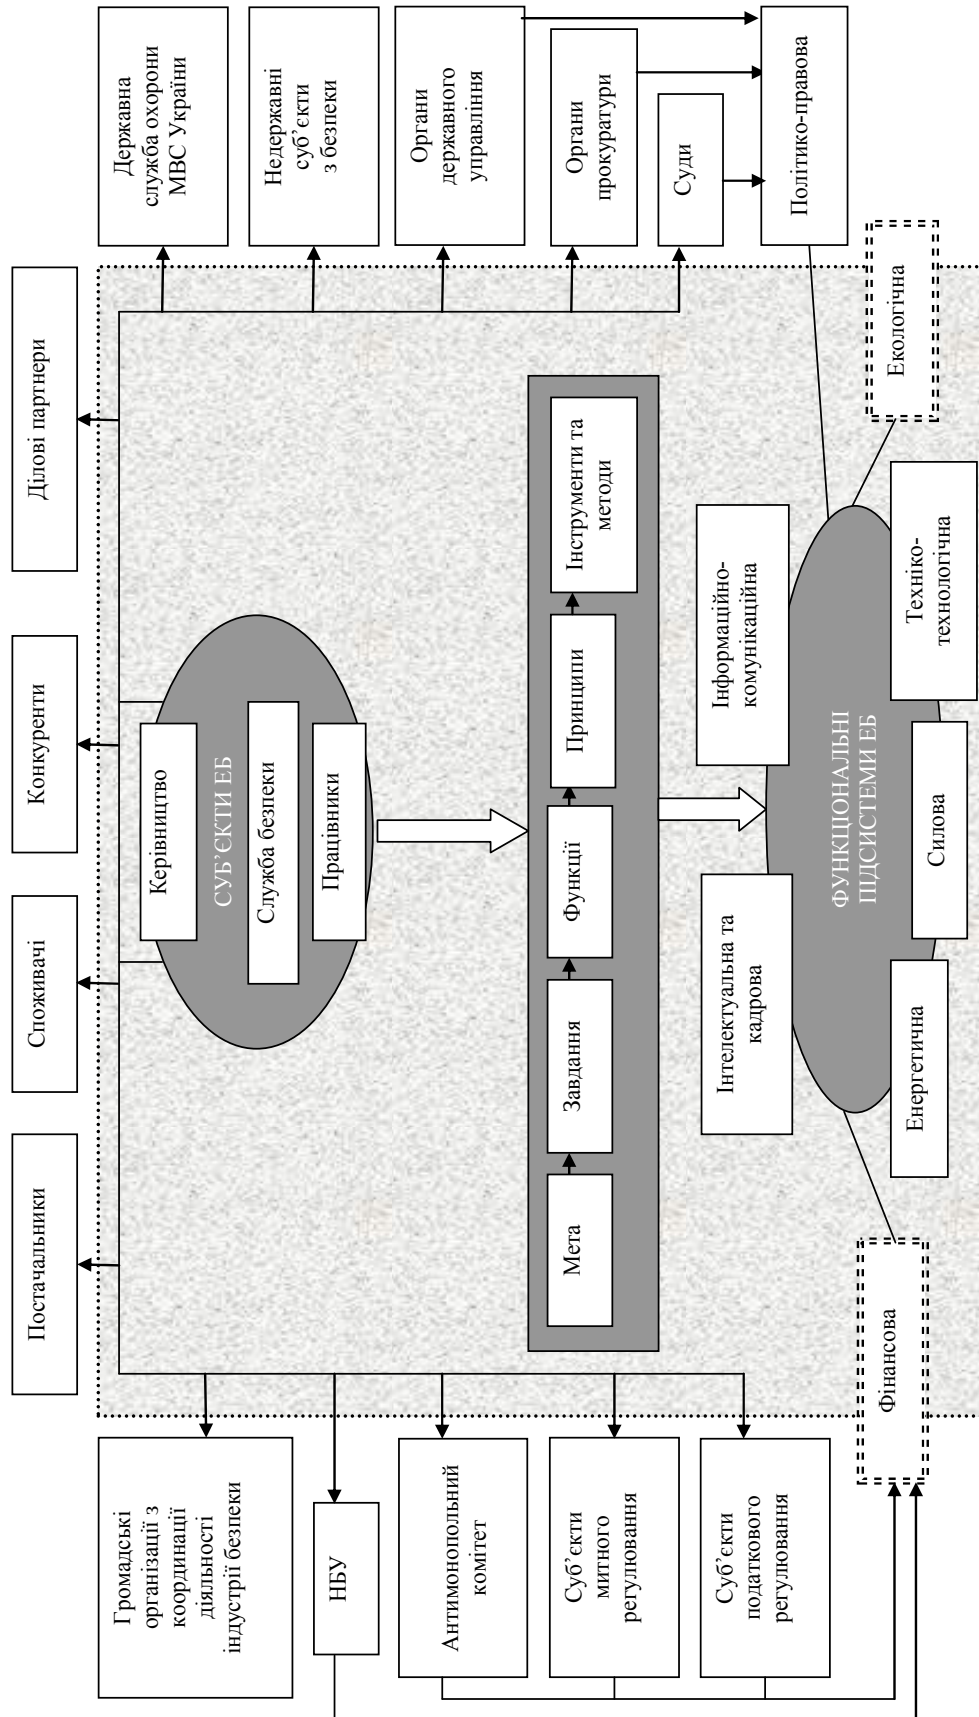 Постачальники
Споживачі
Конкуренти
Ділові партнери
Громадські
організації з
координації
діяльності
індустрії безпеки
НБУ
Антимонопольний
комітет
Суб’єкти
митного
регулювання
Суб’єкти
податкового
регулювання
Керівництво
СУБ’ЄКТИ ЕБ
Служба безпеки
Працівники
Мета
Завдання
Функції
Принципи
Інструменти та
методи
Державна
служба охорони
МВС України
Недержавні
суб’єкти
з безпеки
Органи
державного
управління
Органи
прокуратури
Суди
Політико-правова
Інтелектуальна та
кадрова
Інформаційно-
комунікаційна
ФУНКЦІОНАЛЬНІ
ПІДСИСТЕМИ ЕБ
Фінансова
Енергетична
Силова
Техніко-
технологічна
Екологічна